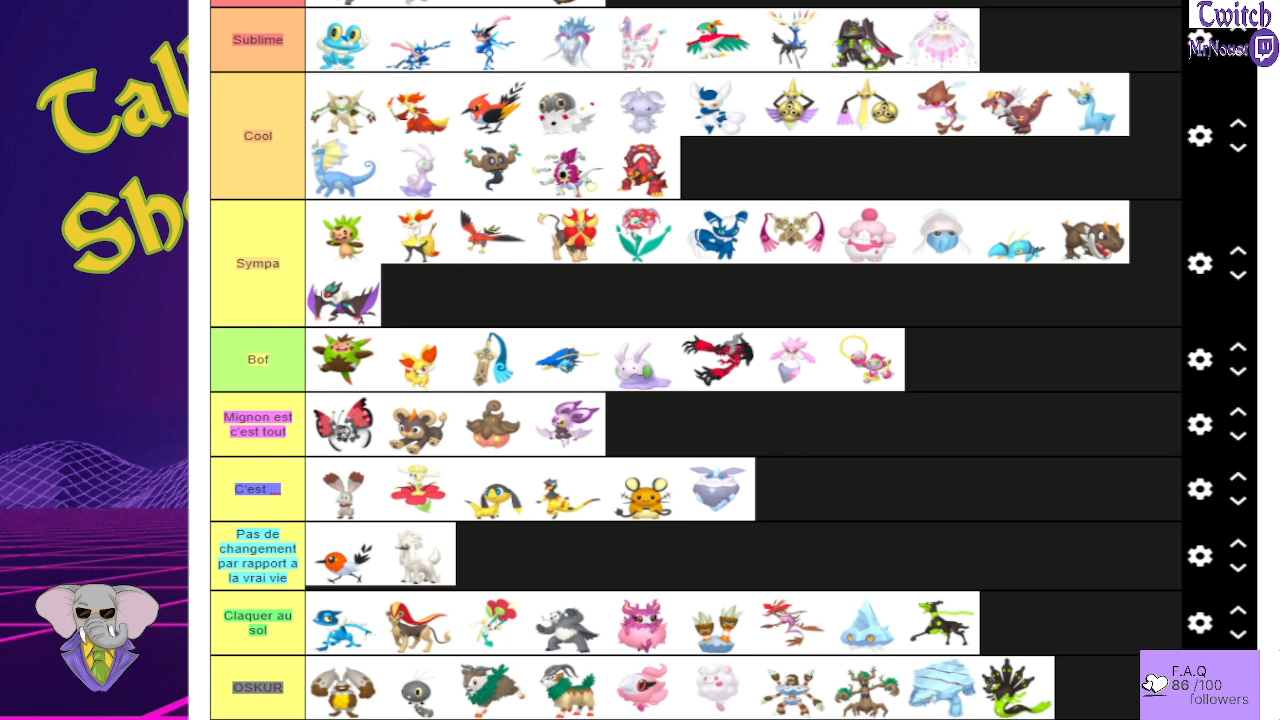 Twitch
Sublime
MrNouse
Cool
Sympa
Bof
Mignon est
c'est tout
C'est ...
Pas de
changement
par rapport a
la vrai vie
Claquer au
sol
OSKUR
F.A.Q
86 /100
followers